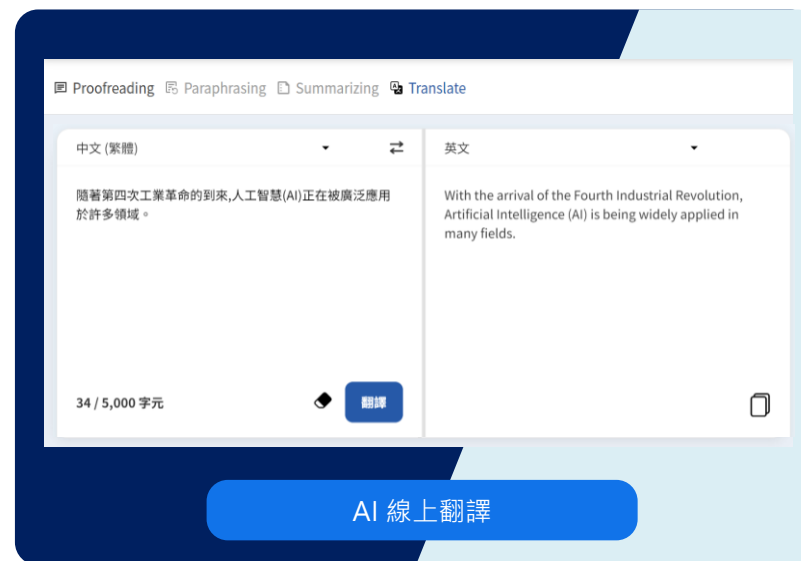 Proofreading Paraphrasing Summarizing Translate
中文 (繁體)
英文
隨著第四次工業革命的到來,人工智慧(AI)正在被廣泛應用
於許多領域。
With the arrival of the Fourth Industrial Revolution,
Artificial Intelligence (AI) is being widely applied in
many fields.
34 / 5,000 字元
翻譯
AI 線上翻譯